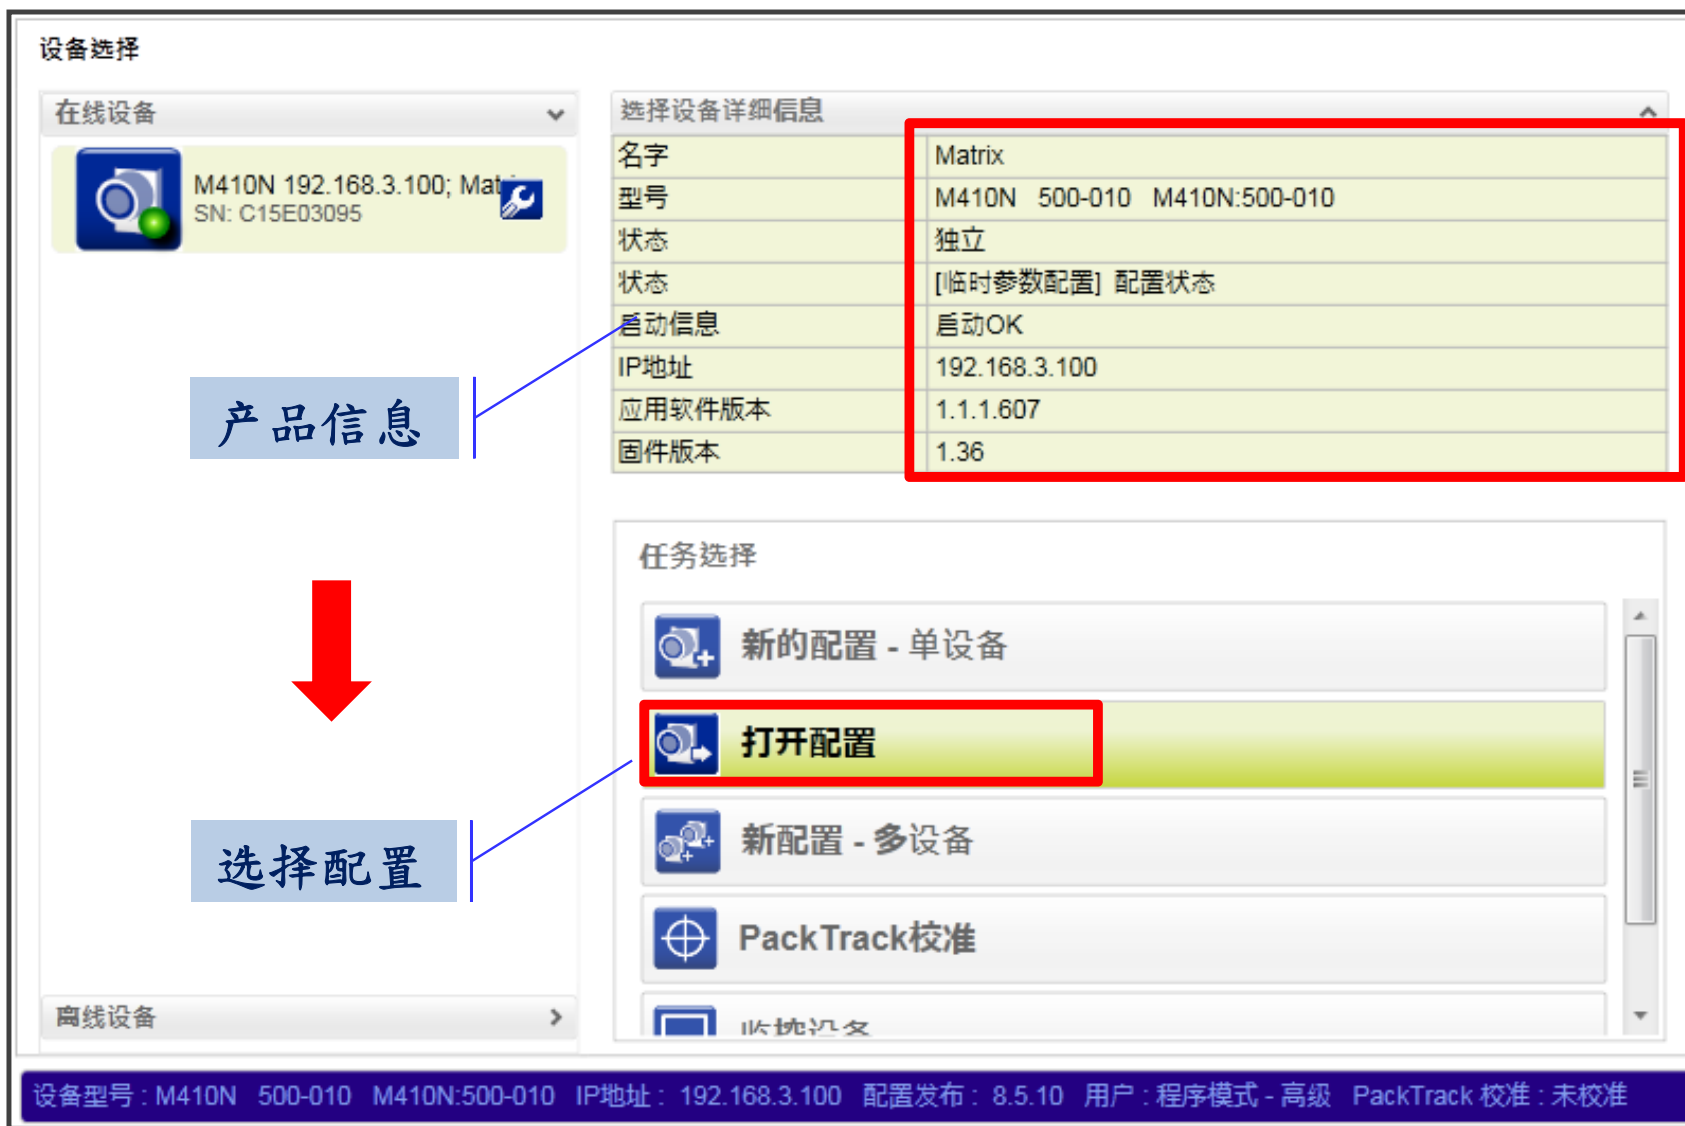 设备选择
在线设备
M410N 192.168.3.100; Mat
SN: C15E03095
选择设备详细信息
名字 Matrix
型号 M410N 500-010 M410N:500-010
状态 独立
状态 [临时参数配置] 配置状态
启动信息 启动OK
IP地址 192.168.3.100
应用软件版本 1.1.1.607
固件版本 1.36
产品信息
任务选择
新的配置 - 单设备
打开配置
选择配置
新配置 - 多设备
PackTrack校准
监控设备
离线设备
设备型号 : M410N 500-010 M410N:500-010 IP地址 : 192.168.3.100 配置发布 : 8.5.10 用户 : 程序模式 - 高级 PackTrack 校准 : 未校准